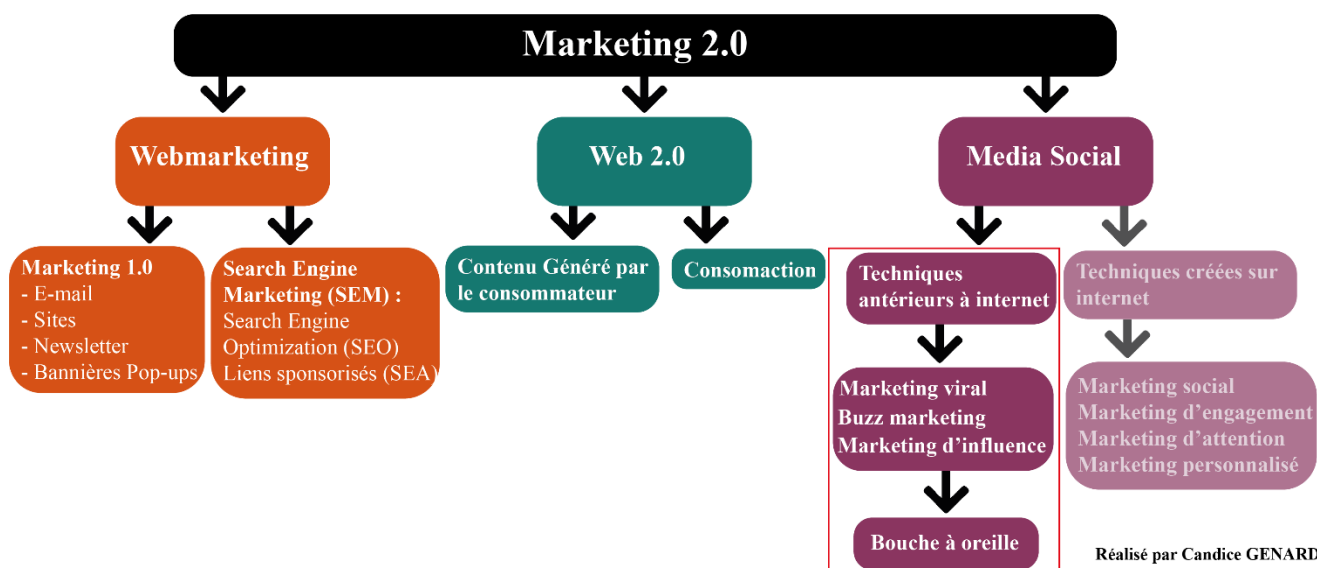 Marketing 2.0
Webmarketing
Web 2.0
Media Social
Marketing 1.0
- E-mail
- Sites
- Newsletter
- Bannières Pop-ups
Search Engine
Marketing (SEM) :
Search Engine
Optimization (SEO)
Liens sponsorisés (SEA)
Contenu Généré par
le consommateur
Consomaction
Techniques
antérieurs à internet
Marketing viral
Buzz marketing
Marketing d'influence
Bouche à oreille
Techniques créées sur
internet
Marketing social
Marketing d'engagement
Marketing d'attention
Marketing personnalisé
Réalisé par Candice GENARD